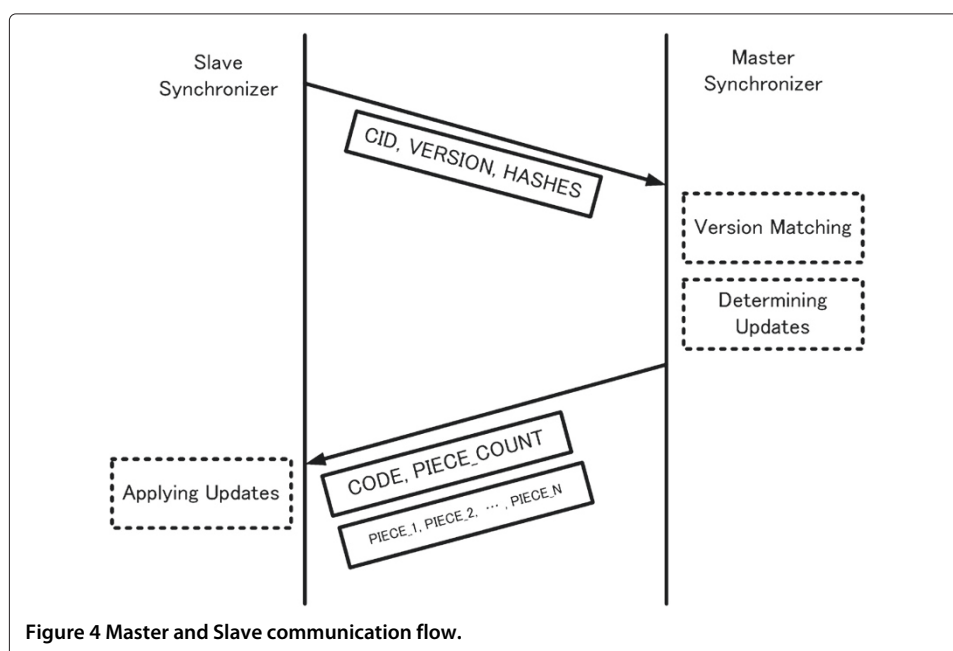 Slave
Synchronizer
Master
Synchronizer
CID, VERSION, HASHES
Version Matching
Determining
Updates
CODE, PIECE_COUNT
PIECE_1, PIECE_2, … , PIECE_N
Applying Updates
Figure 4 Master and Slave communication flow.